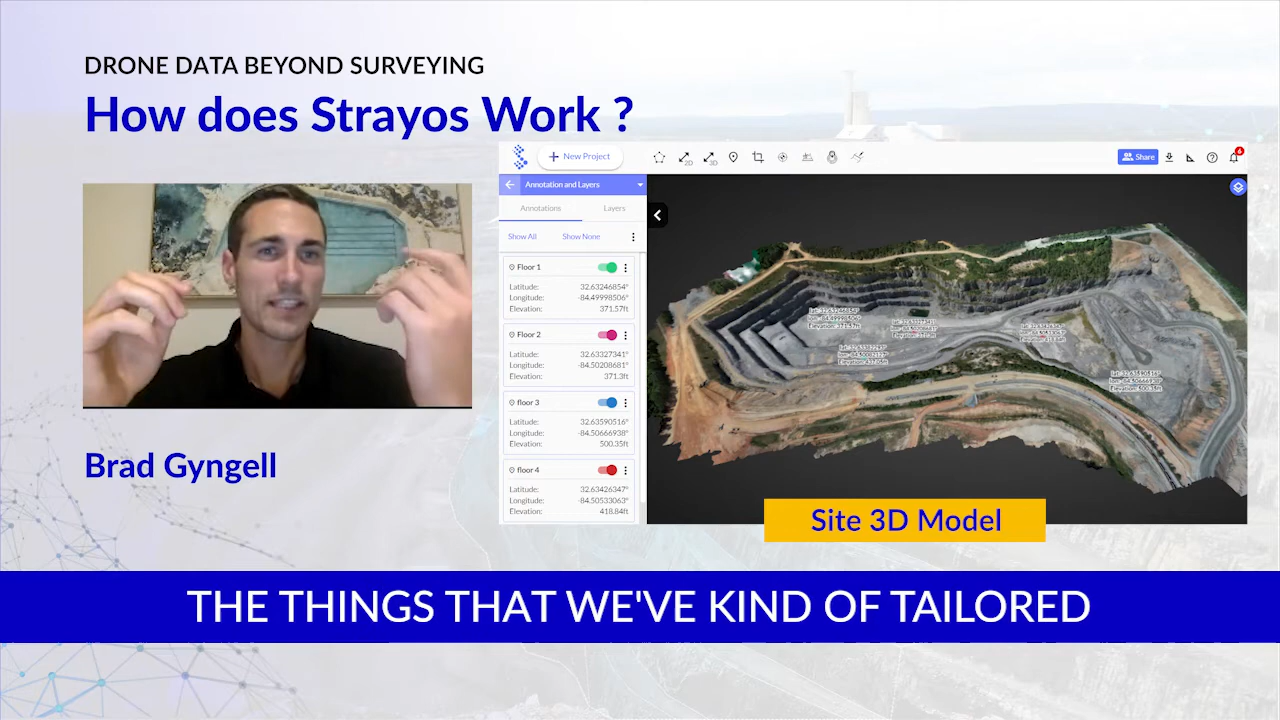 DRONE DATA BEYOND SURVEYING
How does Strayos Work ?
Brad Gyngell
New Project
Share
6
2D
3D
Annotation and Layers
Annotations
Layers
Show All
Show None
Floor 1
Latitude: 32.63246854°
Longitude: -84.49998506°
Elevation: 371.57ft
Floor 2
Latitude: 32.63327341°
Longitude: -84.50208681°
Elevation: 371.3ft
floor 3
Latitude: 32.63590516°
Longitude: -84.50666938°
Elevation: 500.35ft
floor 4
Latitude: 32.63426347°
Longitude: -84.50533063°
Elevation: 418.84ft
Site 3D Model
THE THINGS THAT WE'VE KIND OF TAILORED